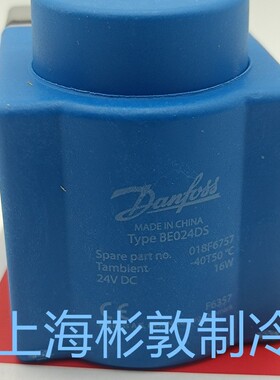 Danfoss
MADE IN CHINA
Type BE024DS
Spare part no. 018F6757
Tambient -40T50 °C
24V DC 16W
CE F6357
上海彬敦制冷